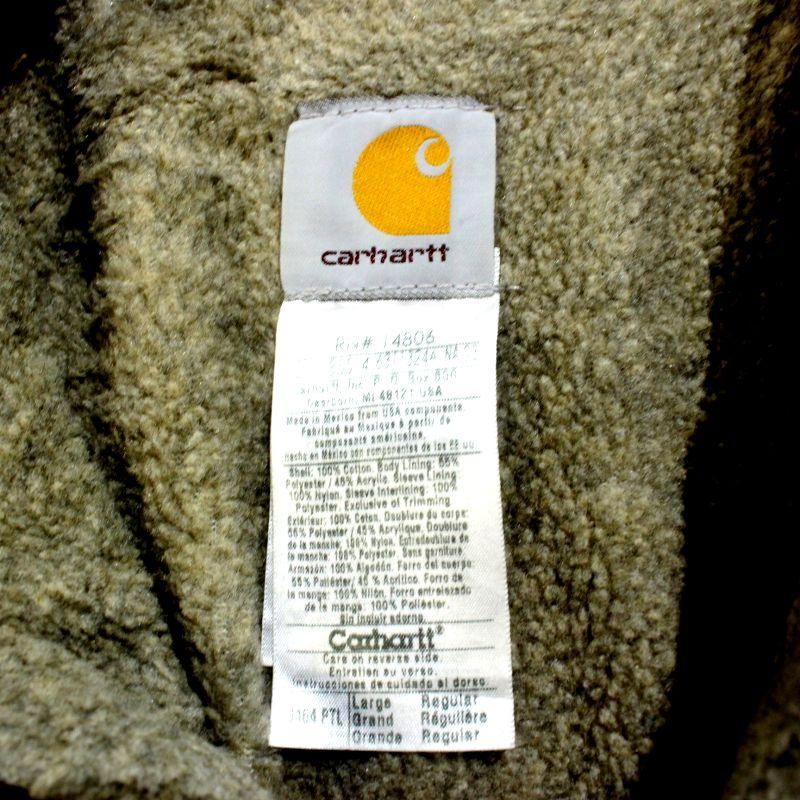 carhartt
RN# 14806
Box 886
Dearborn, MI 48121 USA
Made in Mexico from USA components.
Fabriqué au Mexique à partir de
composants américains.
Hecho en México con componentes de los EE uu.
Shell: 100% Cotton. Body Lining: 55%
Polyester / 45% Acrylic. Sleeve Lining:
100% Nylon. Sleeve Interlining: 100%
Polyester. Exclusive of Trimming
Extérieur: 100% Coton. Doublure du corps:
55% Polyester / 45% Acrylique. Doublure
de la manche: 100% Nylon. Entredoublure de
la manche: 100% Polyester. Sans garniture.
Armazón: 100% Algodón. Forro del cuerpo:
55% Poliéster/ 45 % Acrílico. Forro de
la manga: 100% Nilón. Entreforro
de la manga: 100% Poliéster.
Sin incluir adorno.
Carhartt®
Care on reverse side.
Entretien au verso.
Instrucciones de cuidado al dorso.
Large Regular
J164 PTL Grand Régulière
Grande Regular